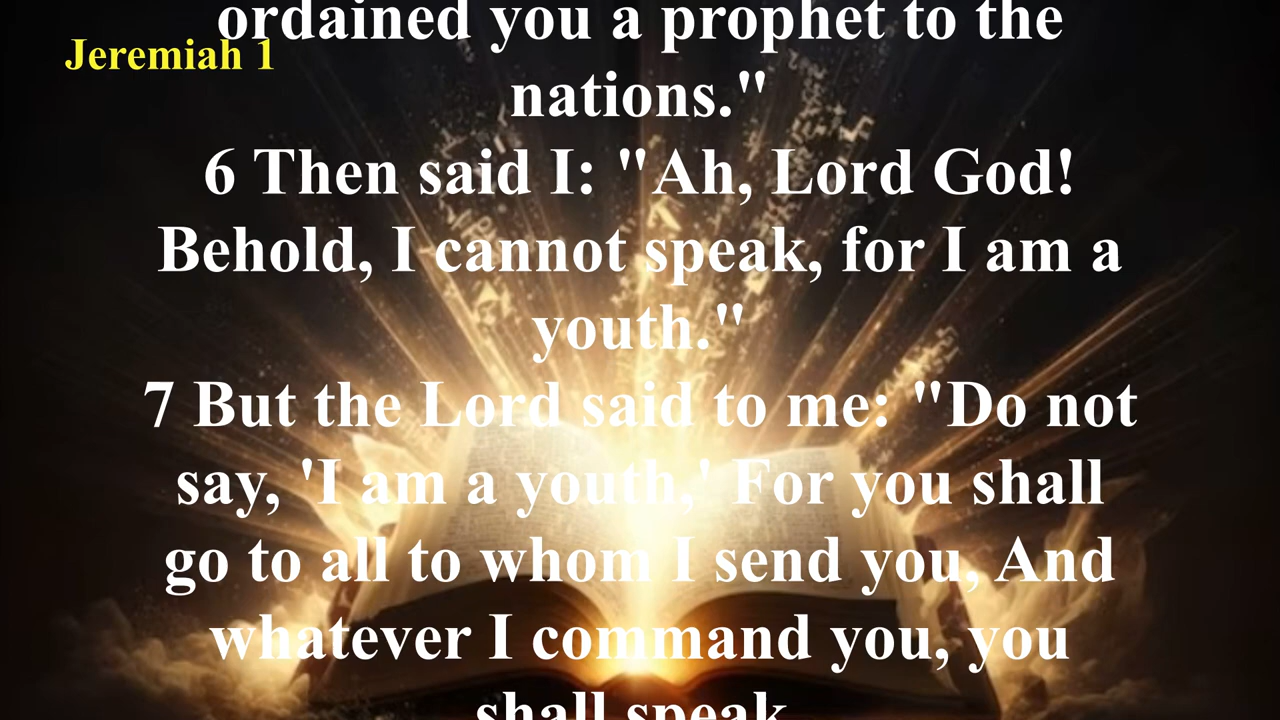 Jeremiah 1
ordained you a prophet to the
nations."
6 Then said I: "Ah, Lord God!
Behold, I cannot speak, for I am a
youth."
7 But the Lord said to me: "Do not
say, 'I am a youth,' For you shall
go to all to whom I send you, And
whatever I command you, you
shall speak.